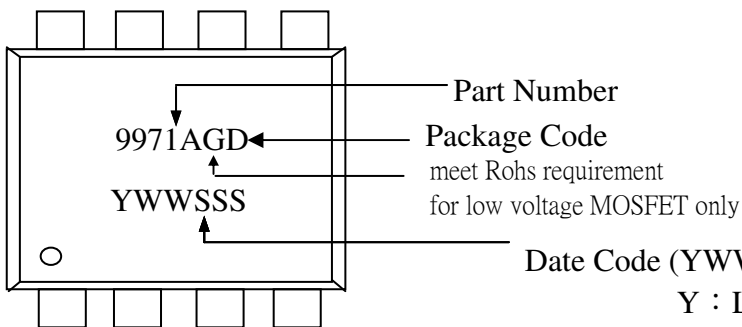 Part Number
9971AGD
Package Code
meet Rohs requirement
YWWSSS
for low voltage MOSFET only
Date Code (YWW
Y：L